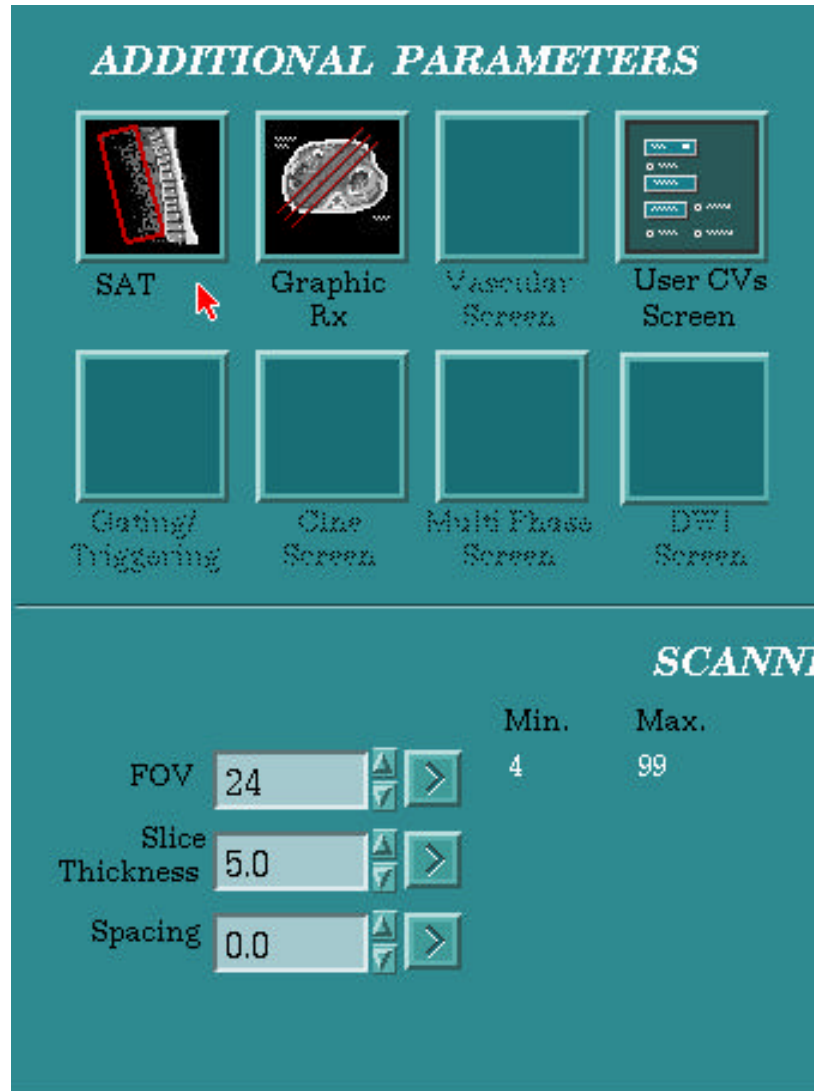 ADDITIONAL PARAMETERS
SAT
Graphic
Rx
Vascular
Screen
User CVs
Screen
Gating/
Triggering
Cine
Screen
Multi Phase
Screen
DWI
Screen
SCANNI
Min.
Max.
FOV
24
4
99
Slice
Thickness
5.0
Spacing
0.0